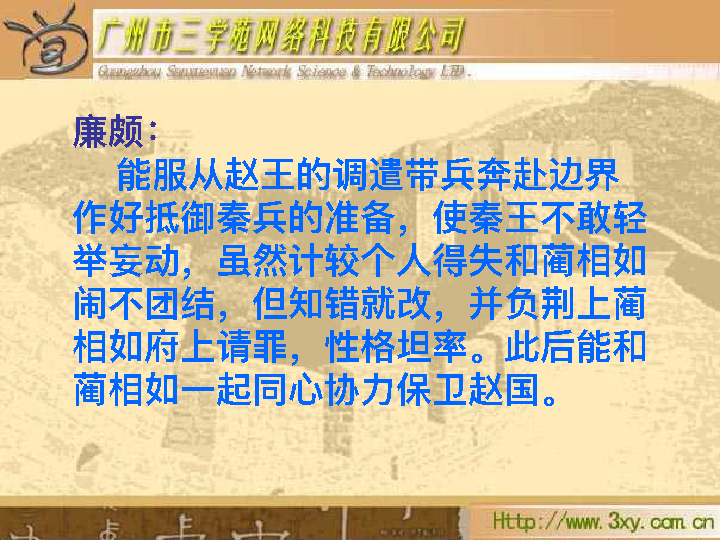 广州市三学苑网络科技有限公司
Guangzhou Sanxueyuan Network Science & Technology LTD.
廉颇：
能服从赵王的调遣带兵奔赴边界
作好抵御秦兵的准备，使秦王不敢轻
举妄动，虽然计较个人得失和蔺相如
闹不团结，但知错就改，并负荆上蔺
相如府上请罪，性格坦率。此后能和
蔺相如一起同心协力保卫赵国。
Http://www.3xy.com.cn